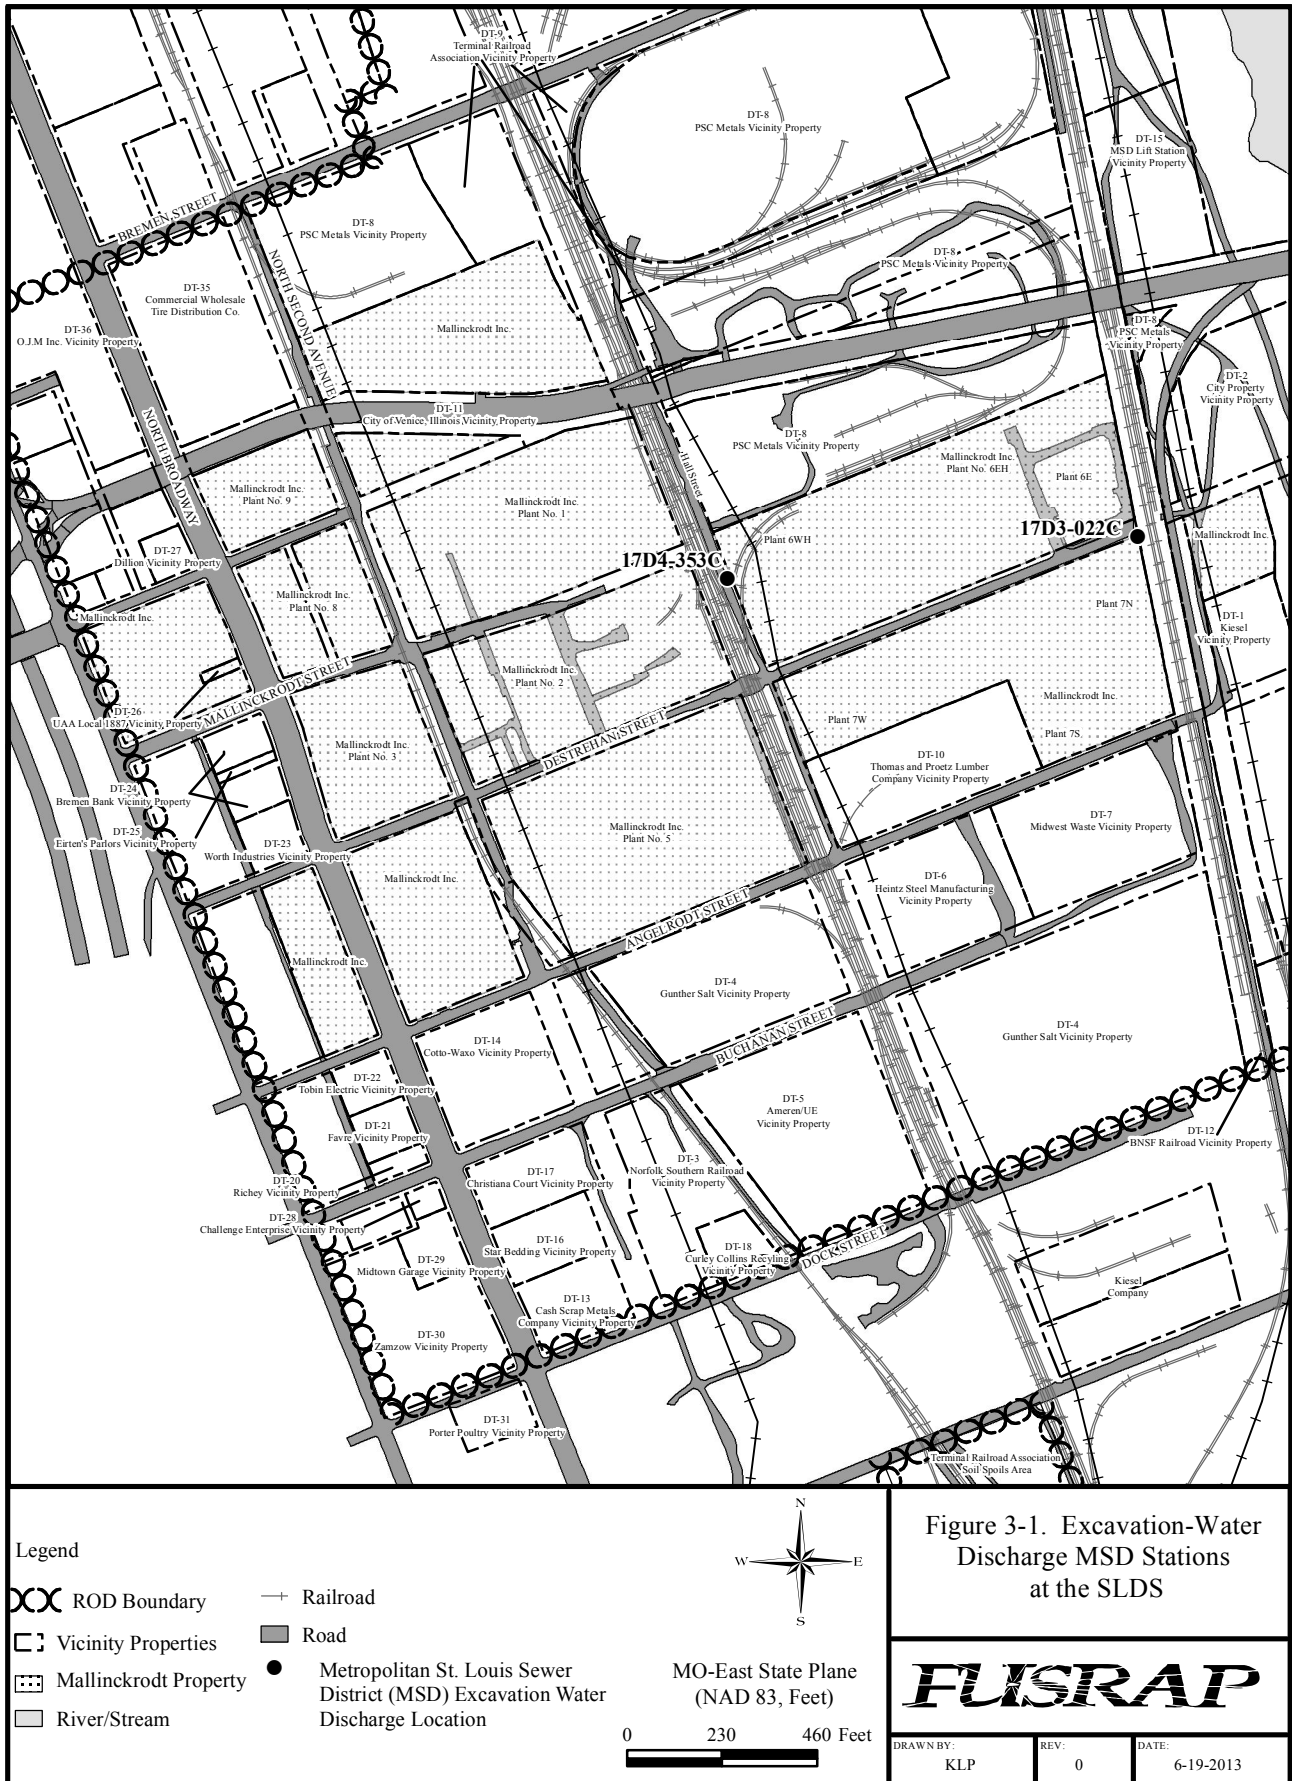 DT-9
Terminal Railroad
Association Vicinity Property
DT-8
PSC Metals Vicinity Property
DT-15
MSD Lift Station
Vicinity Property
BREMEN STREET
DT-8
PSC Metals Vicinity Property
DT-8
PSC Metals Vicinity Property
NORTH SECOND AVENUE
DT-35
Commercial Wholesale
Tire Distribution Co.
DT-36
O.J.M Inc. Vicinity Property
Mallinckrodt Inc.
DT-8
PSC Metals
Vicinity Property
DT-2
City Property
Vicinity Property
DT-11
City of Venice, Illinois Vicinity Property
NORTH BROADWAY
DT-8
PSC Metals Vicinity Property
Hall Street
Mallinckrodt Inc.
Plant No. 6EH
Plant 6E
Mallinckrodt Inc.
Plant No. 9
Mallinckrodt Inc.
Plant No. 1
17D3-022C
Mallinckrodt Inc.
Plant 6WH
DT-27
Dillion Vicinity Property
17D4-353C
Mallinckrodt Inc.
Plant No. 8
Plant 7N
Mallinckrodt Inc.
DT-1
Kiesel
Vicinity Property
MALLINCKRODT STREET
Mallinckrodt Inc.
Plant No. 2
Mallinckrodt Inc.
DT-26
UAA Local 1887 Vicinity Property
Plant 7W
DESTREHAN STREET
Plant 7S
Mallinckrodt Inc.
Plant No. 3
DT-10
Thomas and Proetz Lumber
Company Vicinity Property
DT-24
Bremen Bank Vicinity Property
DT-7
Midwest Waste Vicinity Property
DT-25
Eirten's Parlors Vicinity Property
Mallinckrodt Inc.
Plant No. 5
DT-23
Worth Industries Vicinity Property
Mallinckrodt Inc.
DT-6
Heintz Steel Manufacturing
Vicinity Property
ANGELRODT STREET
Mallinckrodt Inc.
DT-4
Gunther Salt Vicinity Property
DT-4
Gunther Salt Vicinity Property
BUCHANAN STREET
DT-14
Cotto-Waxo Vicinity Property
DT-22
Tobin Electric Vicinity Property
DT-5
Ameren/UE
Vicinity Property
DT-21
Favre Vicinity Property
DT-12
BNSF Railroad Vicinity Property
DT-3
Norfolk Southern Railroad
Vicinity Property
DT-17
Christiana Court Vicinity Property
DT-20
Richey Vicinity Property
DT-28
Challenge Enterprise Vicinity Property
DT-16
Star Bedding Vicinity Property
DT-18
Curley Collins Recyling
Vicinity Property
DOCK STREET
DT-29
Midtown Garage Vicinity Property
Kiesel
Company
DT-13
Cash Scrap Metals
Company Vicinity Property
DT-30
Zamzow Vicinity Property
DT-31
Porter Poultry Vicinity Property
Terminal Railroad Association
Soil Spoils Area
Legend
ROD Boundary
Vicinity Properties
Mallinckrodt Property
River/Stream
Railroad
Road
Metropolitan St. Louis Sewer
District (MSD) Excavation Water
Discharge Location
N
W
E
S
MO-East State Plane
(NAD 83, Feet)
0 230 460 Feet
Figure 3-1. Excavation-Water
Discharge MSD Stations
at the SLDS
FUSRAP
DRAWN BY:
KLP
REV:
0
DATE:
6-19-2013